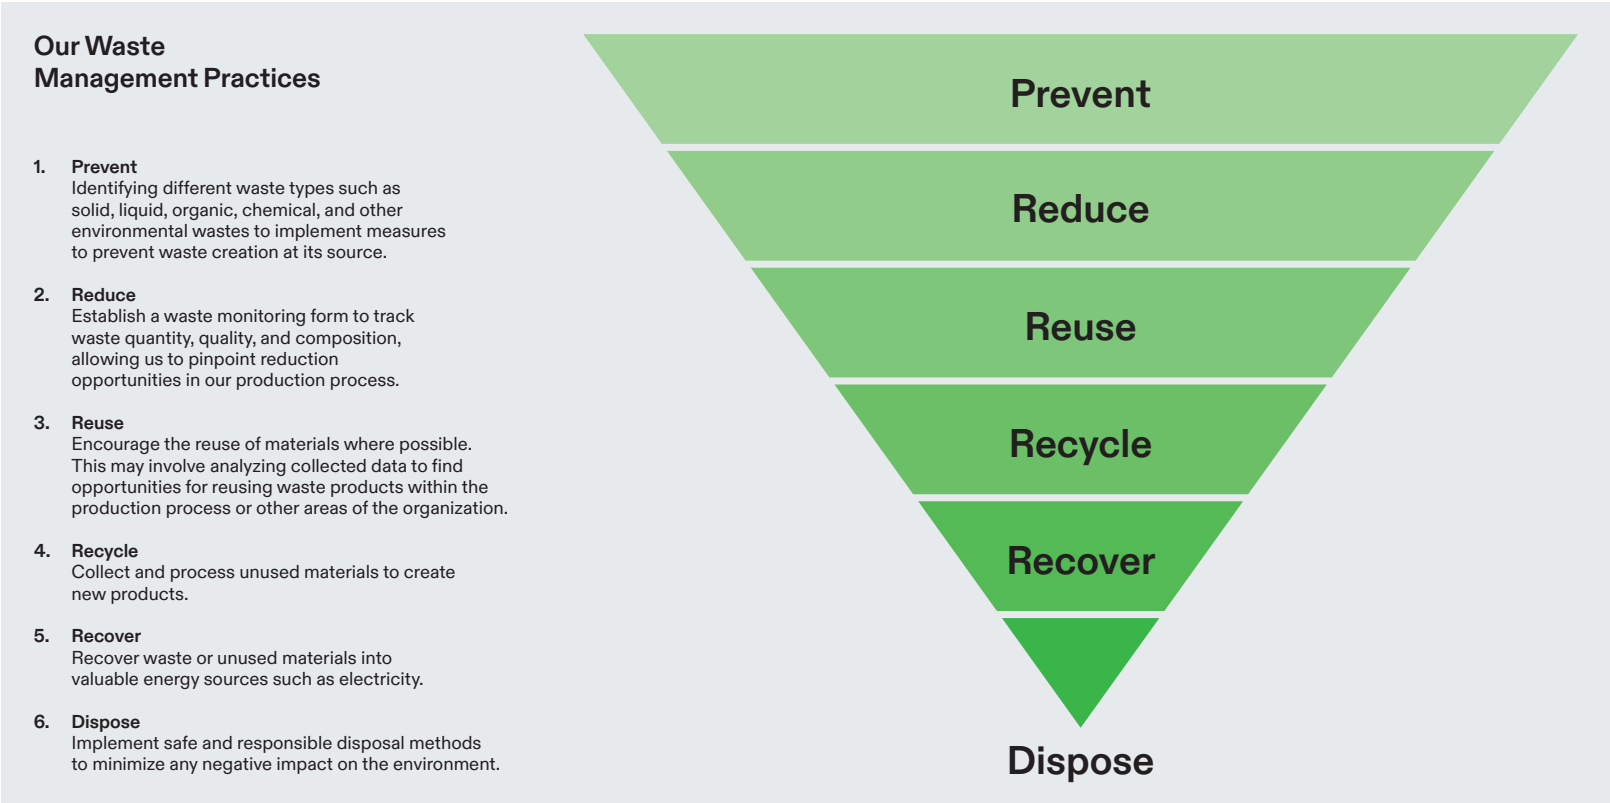 Our Waste
Management Practices
1. Prevent
Identifying different waste types such as
solid, liquid, organic, chemical, and other
environmental wastes to implement measures
to prevent waste creation at its source.
2. Reduce
Establish a waste monitoring form to track
waste quantity, quality, and composition,
allowing us to pinpoint reduction
opportunities in our production process.
3. Reuse
Encourage the reuse of materials where possible.
This may involve analyzing collected data to find
opportunities for reusing waste products within the
production process or other areas of the organization.
4. Recycle
Collect and process unused materials to create
new products.
5. Recover
Recover waste or unused materials into
valuable energy sources such as electricity.
6. Dispose
Implement safe and responsible disposal methods
to minimize any negative impact on the environment.
Prevent
Reduce
Reuse
Recycle
Recover
Dispose